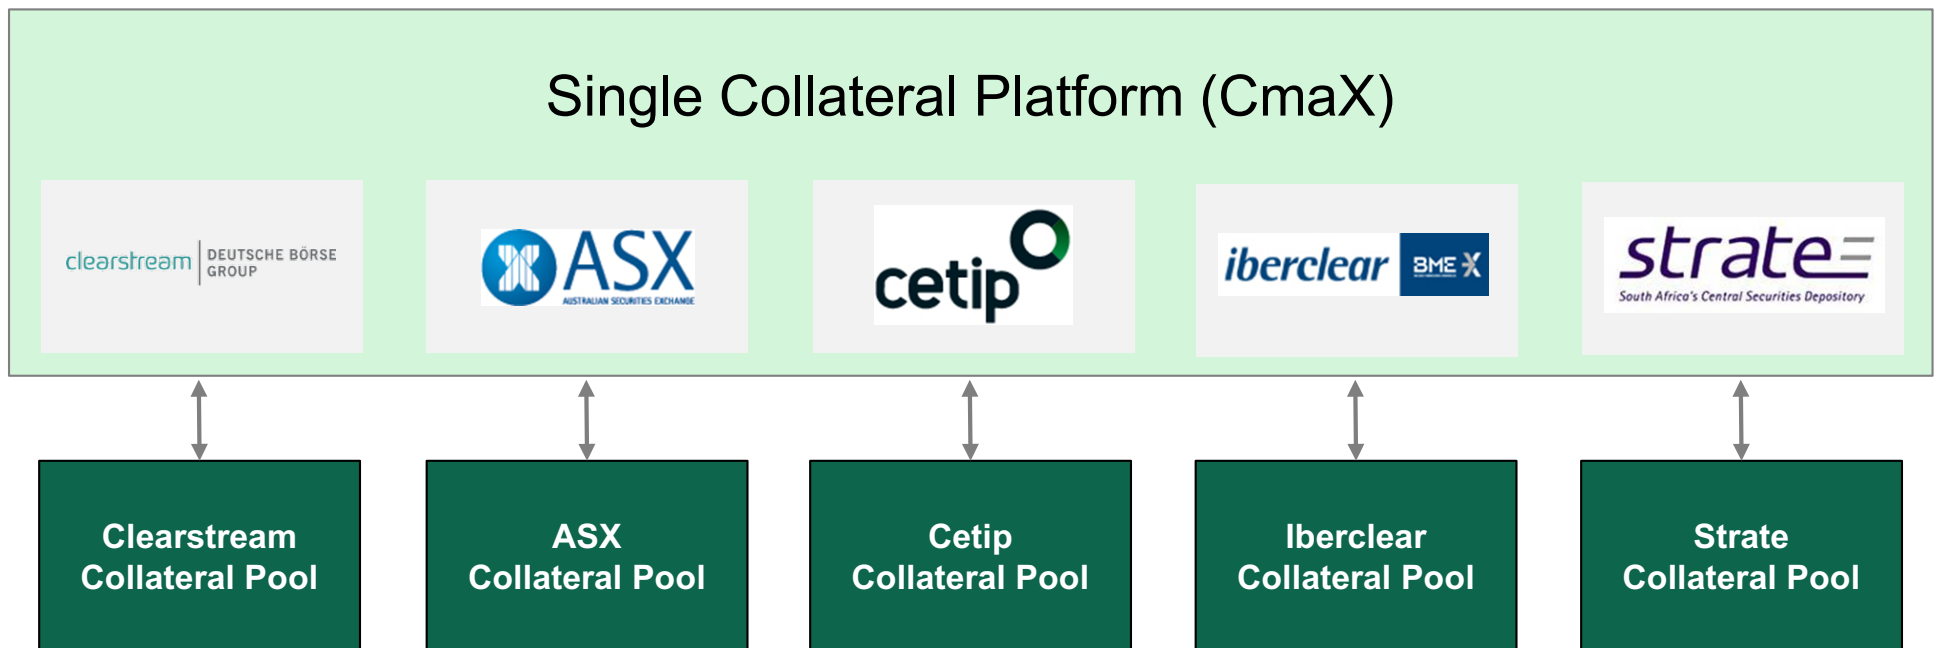 Single Collateral Platform (CmaX)
clearstream
DEUTSCHE BÖRSE
GROUP
ASX
AUSTRALIAN SECURITIES EXCHANGE
cetip
iberclear
BME X
strate
South Africa's Central Securities Depository
Clearstream
Collateral Pool
ASX
Collateral Pool
Cetip
Collateral Pool
Iberclear
Collateral Pool
Strate
Collateral Pool